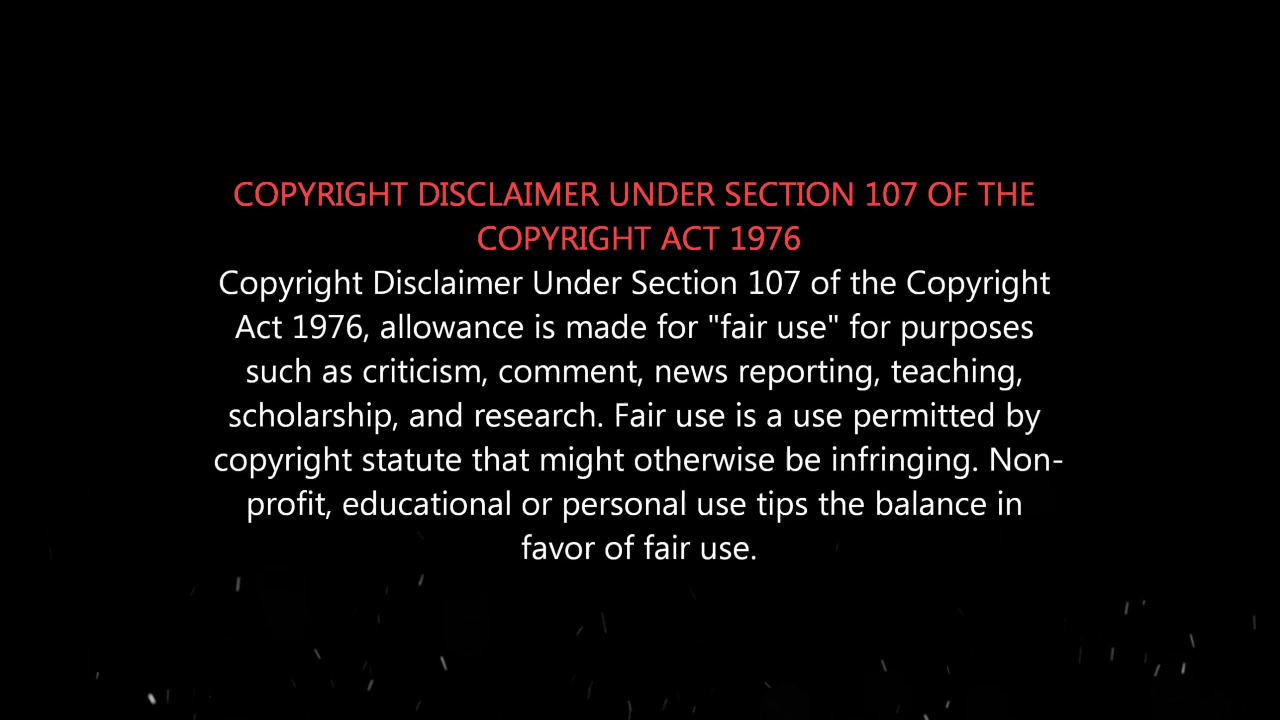 COPYRIGHT DISCLAIMER UNDER SECTION 107 OF THE
COPYRIGHT ACT 1976
Copyright Disclaimer Under Section 107 of the Copyright
Act 1976, allowance is made for "fair use" for purposes
such as criticism, comment, news reporting, teaching,
scholarship, and research. Fair use is a use permitted by
copyright statute that might otherwise be infringing. Non-
profit, educational or personal use tips the balance in
favor of fair use.